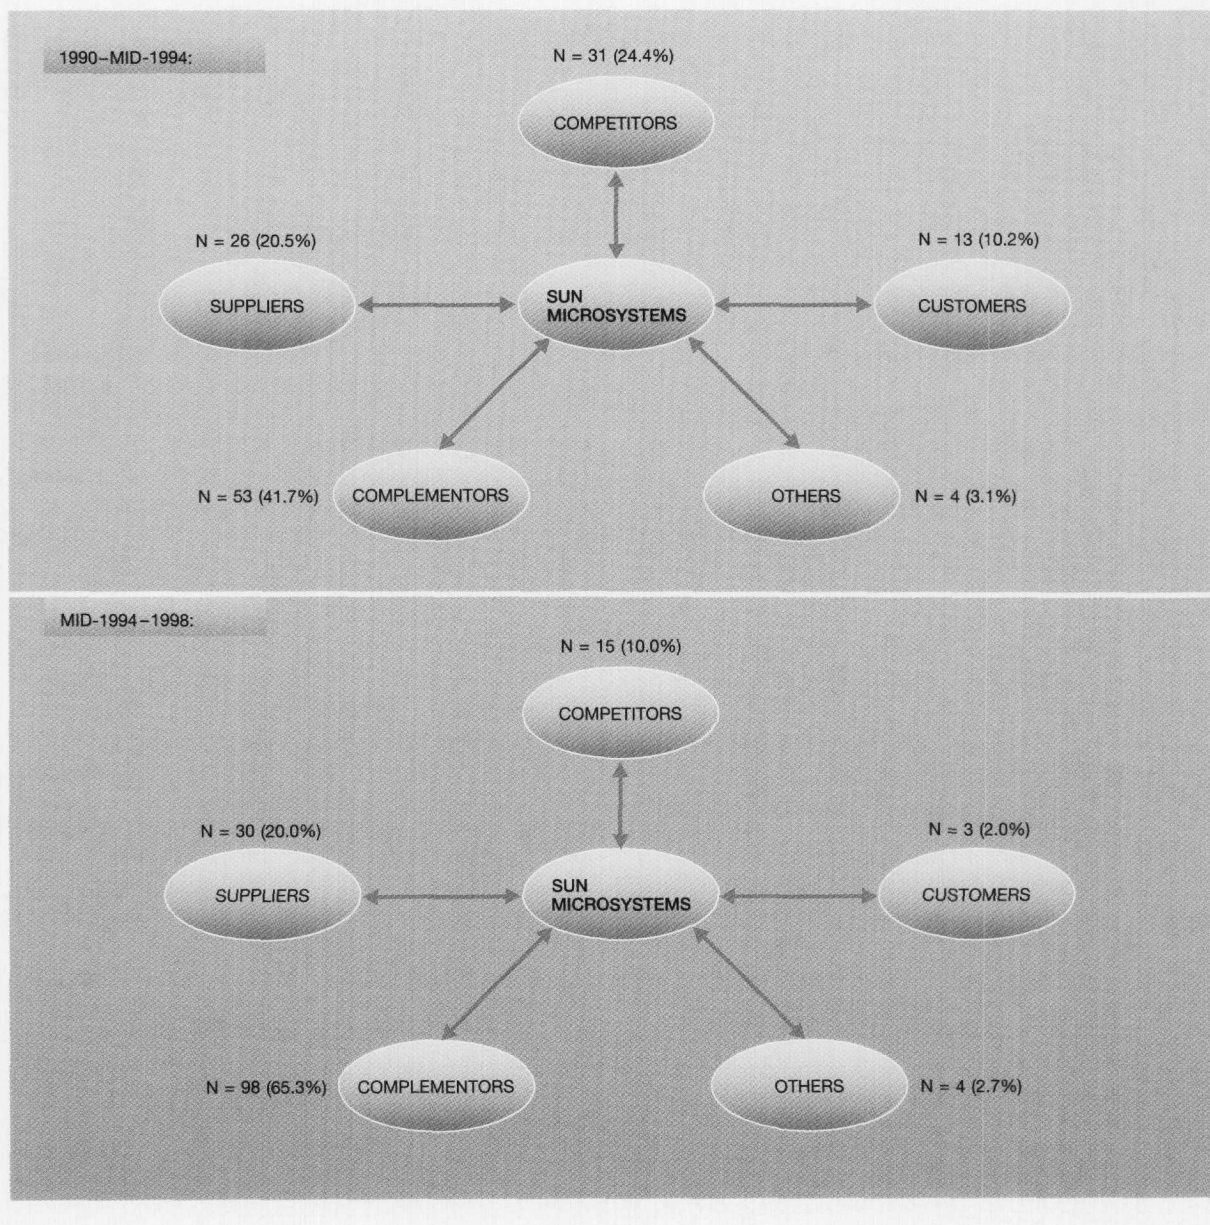 1990–MID-1994:
N = 31 (24.4%)
COMPETITORS
N = 26 (20.5%)
N = 13 (10.2%)
SUPPLIERS
SUN
MICROSYSTEMS
CUSTOMERS
N = 53 (41.7%)
COMPLEMENTORS
OTHERS
N = 4 (3.1%)
MID-1994–1998:
N = 15 (10.0%)
COMPETITORS
N = 30 (20.0%)
N = 3 (2.0%)
SUPPLIERS
SUN
MICROSYSTEMS
CUSTOMERS
N = 98 (65.3%)
COMPLEMENTORS
OTHERS
N = 4 (2.7%)